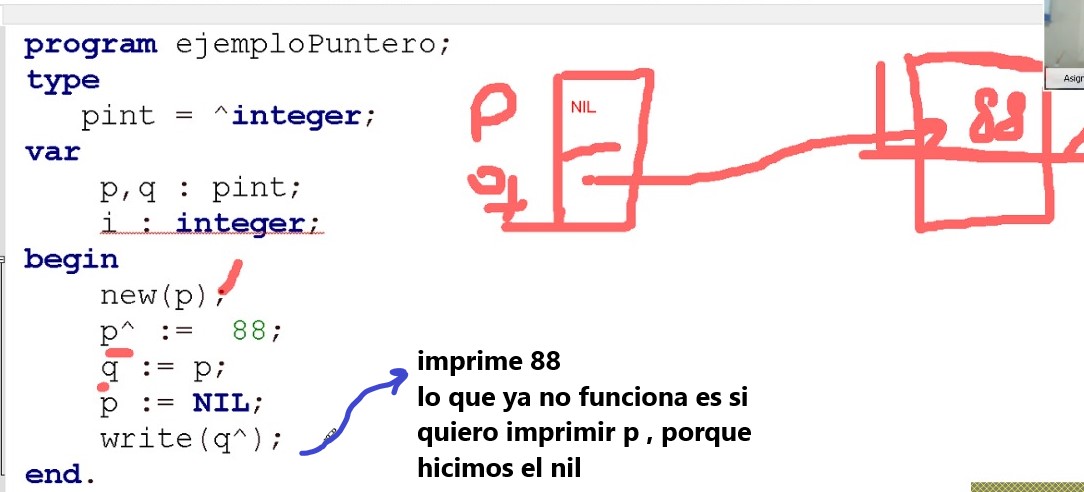 program ejemploPuntero;
type
pint = ^integer;
var
p,q : pint;
i : integer;
begin
new(p);
p^ := 88;
q := p;
p := NIL;
write(q^);
end.
p
q
NIL
88
imprime 88
lo que ya no funciona es si
quiero imprimir p , porque
hicimos el nil
Asign